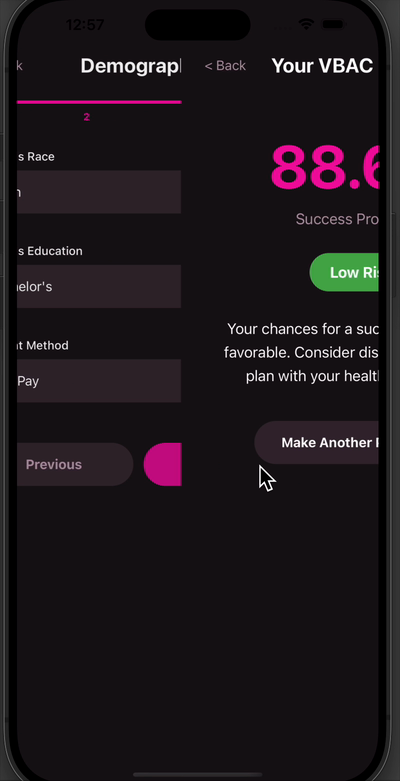 12:57
k
Demograp
2
s Race
n
s Education
helor's
t Method
Pay
Previous
< Back
Your VBAC
88.6
Success Pro
Low Ris
Your chances for a suc
favorable. Consider dis
plan with your healt
Make Another